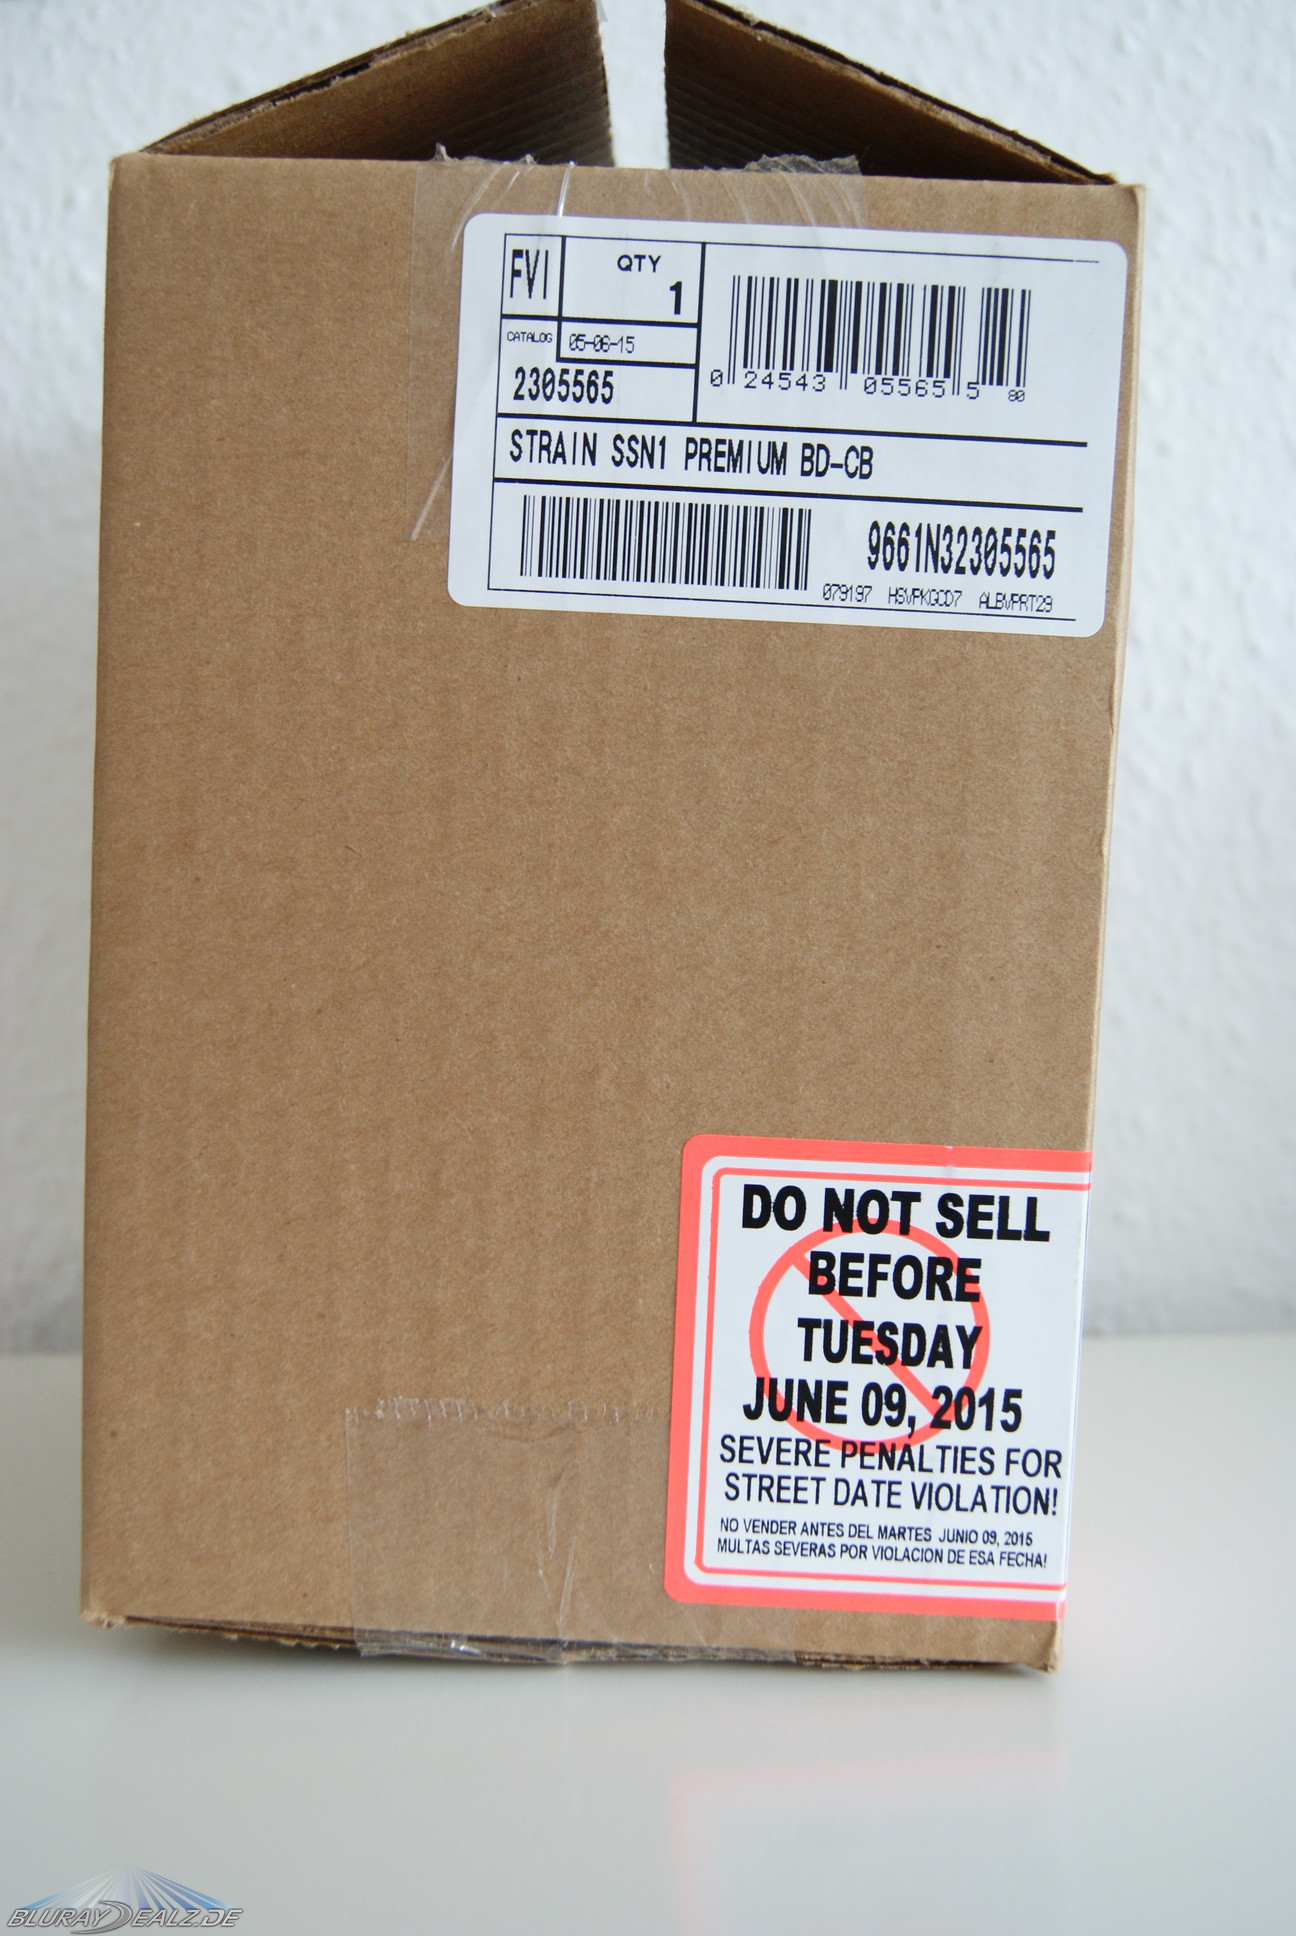 FVI
QTY
1
CATALOG
05-06-15
2305565
0 24543 05565 5 80
STRAIN SSN1 PREMIUM BD-CB
9661N32305565
079197 HSVPKGCD7 ALBVPRT29
DO NOT SELL
BEFORE
TUESDAY
JUNE 09, 2015
SEVERE PENALTIES FOR
STREET DATE VIOLATION!
NO VENDER ANTES DEL MARTES JUNIO 09, 2015
MULTAS SEVERAS POR VIOLACION DE ESA FECHA!
BLURAYDEALZ.DE